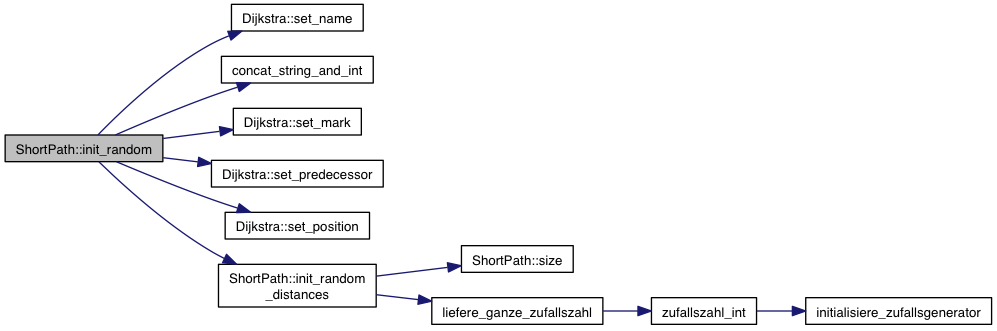 Dijkstra::set_name
concat_string_and_int
Dijkstra::set_mark
ShortPath::init_random
Dijkstra::set_predecessor
Dijkstra::set_position
ShortPath::init_random
_distances
ShortPath::size
liefere_ganze_zufallszahl
zufallszahl_int
initialisiere_zufallsgenerator